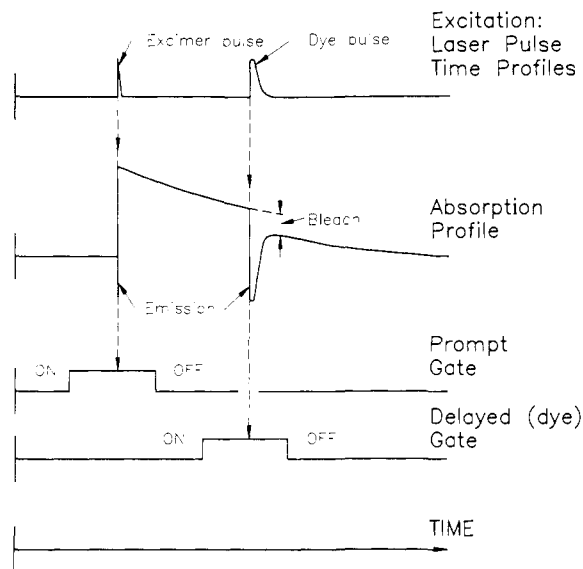 Excimer pulse
Dye pulse
Excitation:
Laser Pulse
Time Profiles
Bleach
Absorption
Profile
Emission
Prompt
Gate
ON
OFF
Delayed (dye)
Gate
ON
OFF
TIME